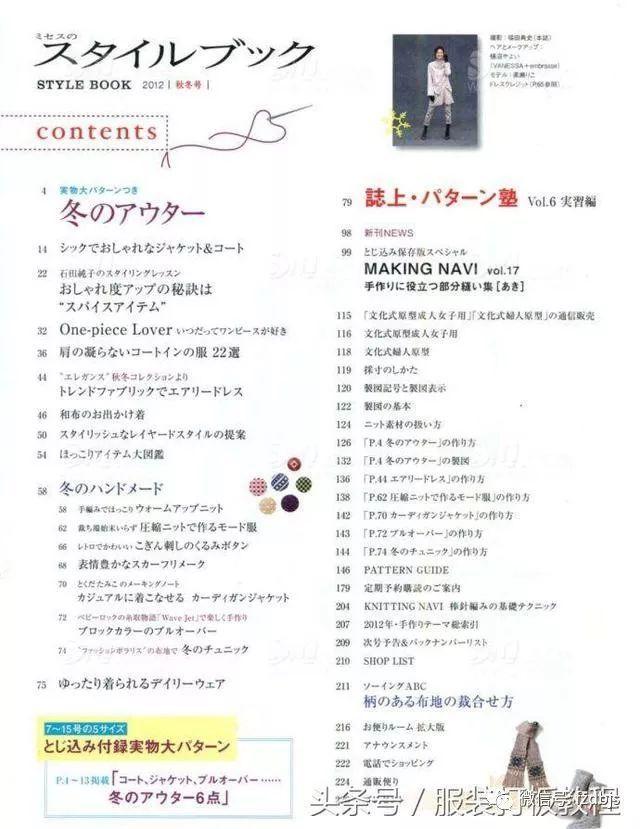 ミセスの
スタイルブック
STYLE BOOK 2012 | 秋冬号 |
contents
撮影:福田典史(本誌)
ヘアとメークアップ:
(VANESSA+embrasse)
ドレスクレジット(P.65参照)
4 実物大パターンつき
冬のアウター
14 シックでおしゃれなジャケット&コート
22 石田純子のスタイリングレッスン
おしゃれ度アップの秘訣は
“スパイスアイテム”
32 One-piece Lover いつだってワンピースが好き
36 肩の凝らないコートインの服 22選
44 “エレガンス”秋冬コレクションより
トレンドファブリックでエアリードレス
46 和布のお出かけ着
50 スタイリッシュなレイヤードスタイルの提案
54 ほっこりアイテム大図鑑
58 冬のハンドメード
58 手編みでほっこり ウォームアップニット
62 裁ち端始末いらず 圧縮ニットで作るモード服
66 レトロでかわいい こぎん刺しのくるみボタン
68 表情豊かなスカーフリメーク
70 とくだたみこのメーキングノート
カジュアルに着こなせる カーディガンジャケット
72 ベビーロックの糸取物語「Wave Jet」で楽しく手作り
ブロックカラーのプルオーバー
74 “ファッションポラリス”の布地で 冬のチュニック
75 ゆったり着られるデイリーウェア
7〜15号の5サイズ
とじ込み付録実物大パターン
P.4〜13掲載「コート、ジャケット、プルオーバー……
冬のアウター6点」
79 誌上・パターン塾 Vol.6 実習編
98 新刊NEWS
99 とじ込み保存版スペシャル
MAKING NAVI vol.17
手作りに役立つ部分縫い集[あき]
115 「文化式原型成人女子用」「文化式婦人原型」の通信販売
116 文化式原型成人女子用
118 文化式婦人原型
119 採寸のしかた
120 製図記号と製図表示
122 製図の基本
124 ニット素材の扱い方
126 「P.4 冬のアウター」の作り方
132 「P.4 冬のアウター」の製図
136 「P.44 エアリードレス」の作り方
138 「P.62 圧縮ニットで作るモード服」の作り方
142 「P.70 カーディガンジャケット」の作り方
143 「P.72 プルオーバー」の作り方
144 「P.74 冬のチュニック」の作り方
146 PATTERN GUIDE
179 定期予約購読のご案内
204 KNITTING NAVI 棒針編みの基礎テクニック
207 2012年・手作りテーマ総索引
209 次号予告&バックナンバーリスト
210 SHOP LIST
211 ソーイングABC
柄のある布地の裁合せ方
216 お便りルーム 拡大版
221 アナウンスメント
222 電話でショッピング
224 通販便り
头条号/服装打板教程